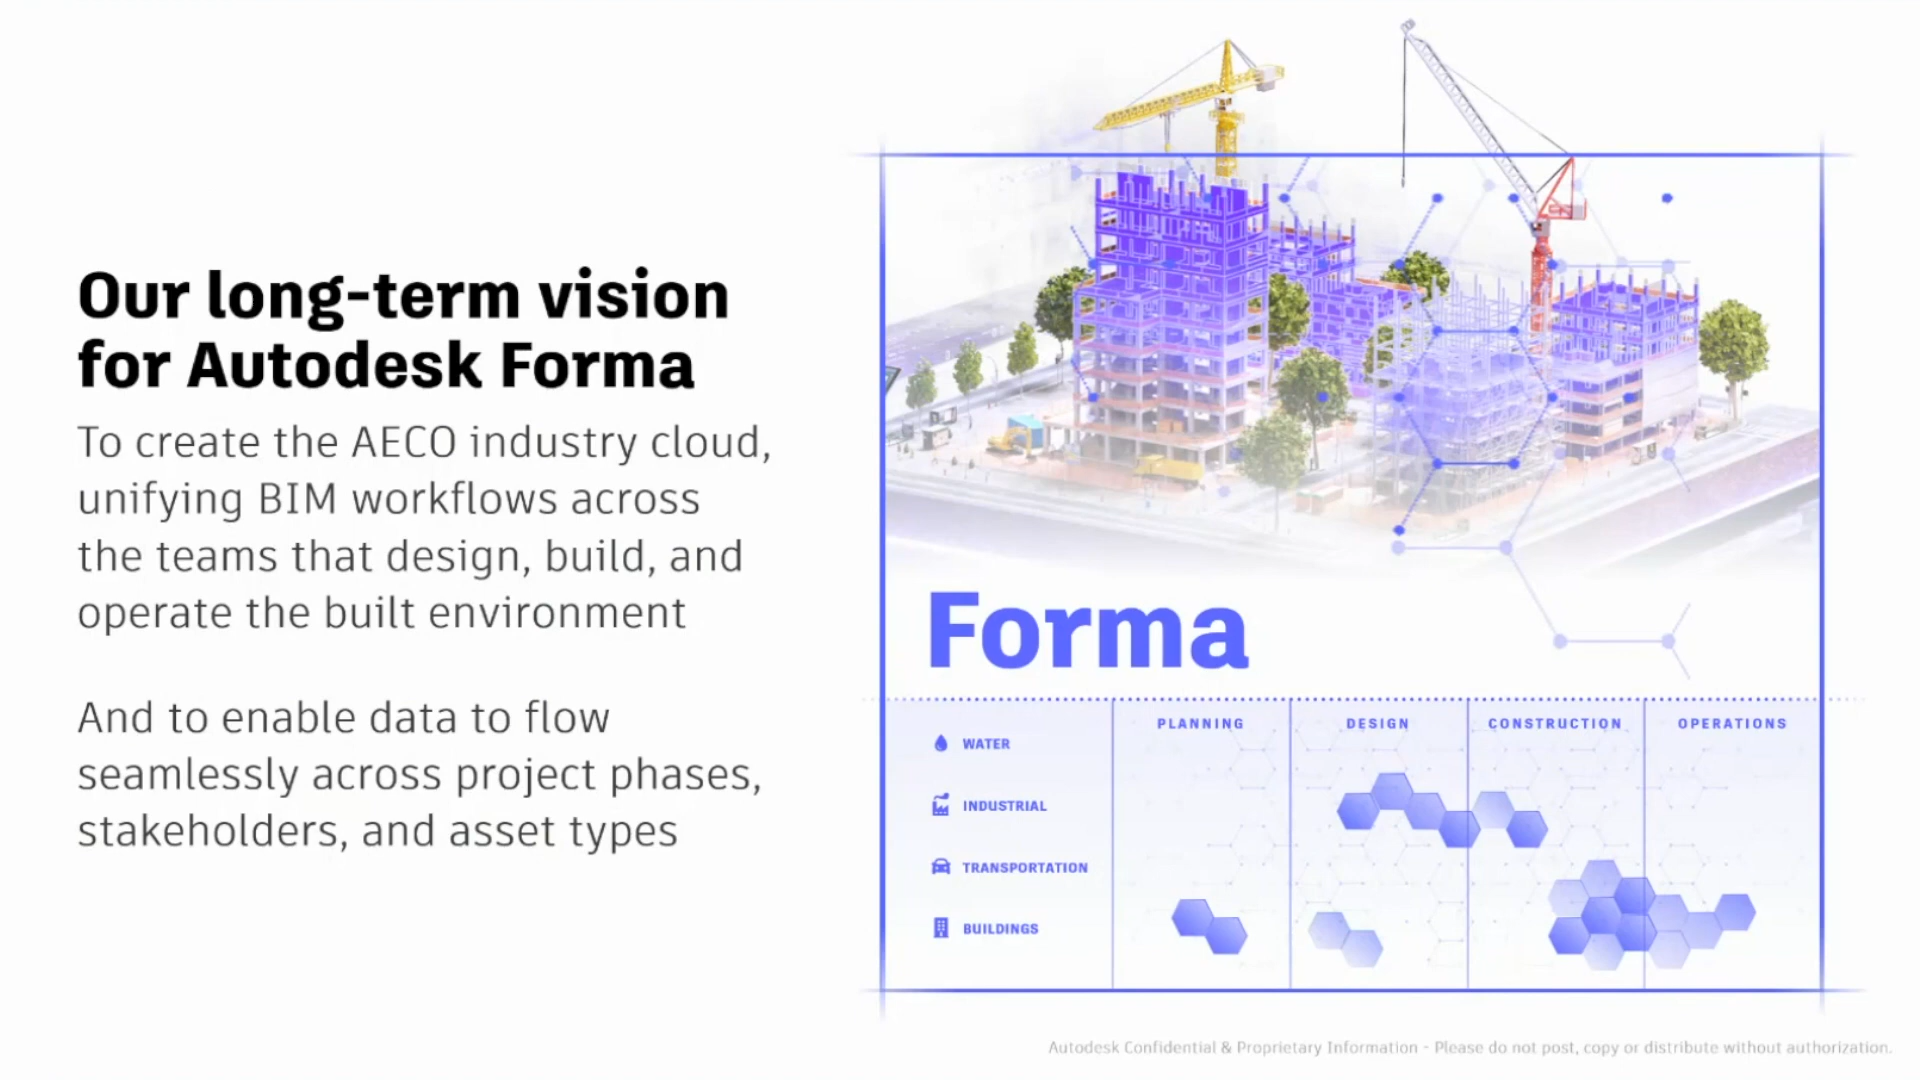 Our long-term vision
for Autodesk Forma
To create the AECO industry cloud,
unifying BIM workflows across
the teams that design, build, and
operate the built environment
And to enable data to flow
seamlessly across project phases,
stakeholders, and asset types
Forma
PLANNING
DESIGN
CONSTRUCTION
OPERATIONS
WATER
INDUSTRIAL
TRANSPORTATION
BUILDINGS
Autodesk Confidential & Proprietary Information - Please do not post, copy or distribute without authorization.